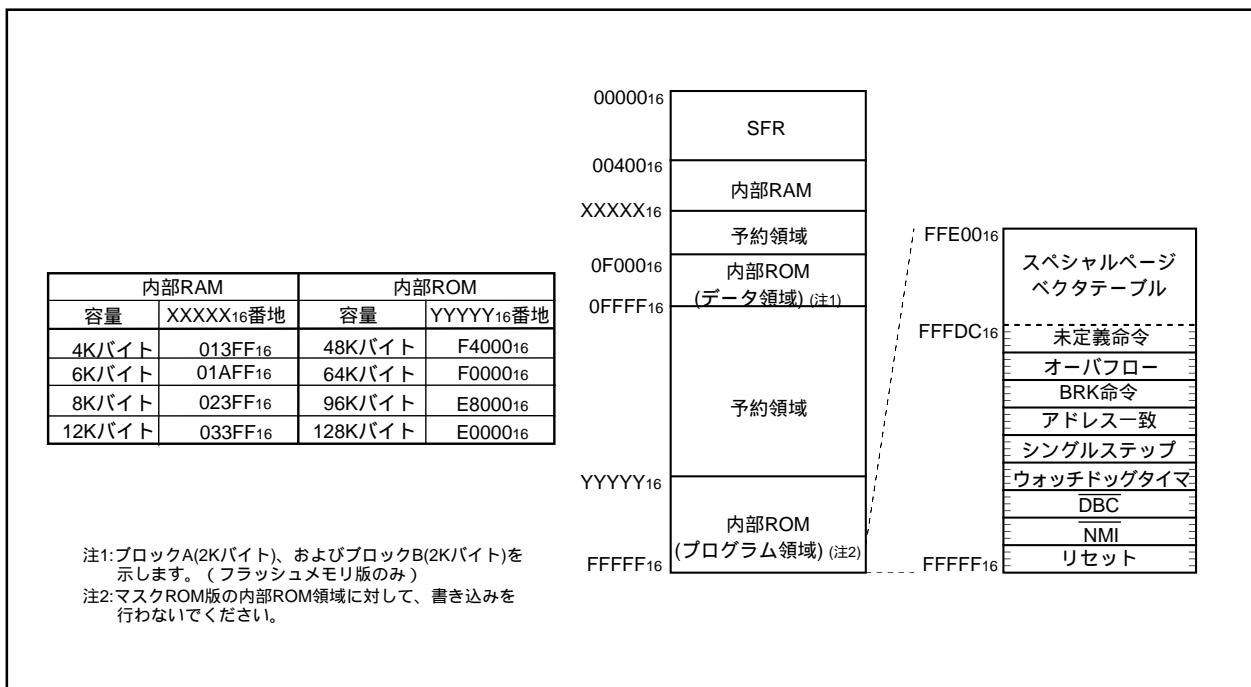 内部RAM 内部ROM
容量 XXXXX16番地 容量 YYYYY16番地
4Kバイト 013FF16 48Kバイト F400016
6Kバイト 01AFF16 64Kバイト F000016
8Kバイト 023FF16 96Kバイト E800016
12Kバイト 033FF16 128Kバイト E000016
注1:ブロックA(2Kバイト)、およびブロックB(2Kバイト)を
示します。(フラッシュメモリ版のみ)
注2:マスクROM版の内部ROM領域に対して、書き込みを
行わないでください。
0000016
SFR
0040016
内部RAM
XXXXX16
予約領域
0F00016
内部ROM
(データ領域) (注1)
0FFFF16
予約領域
YYYYY16
内部ROM
(プログラム領域) (注2)
FFFFF16
FFE0016
スペシャルページ
ベクタテーブル
FFFDC16
未定義命令
オーバフロー
BRK命令
アドレス一致
シングルステップ
ウォッチドッグタイマ
DBC
NMI
リセット
FFFFF16